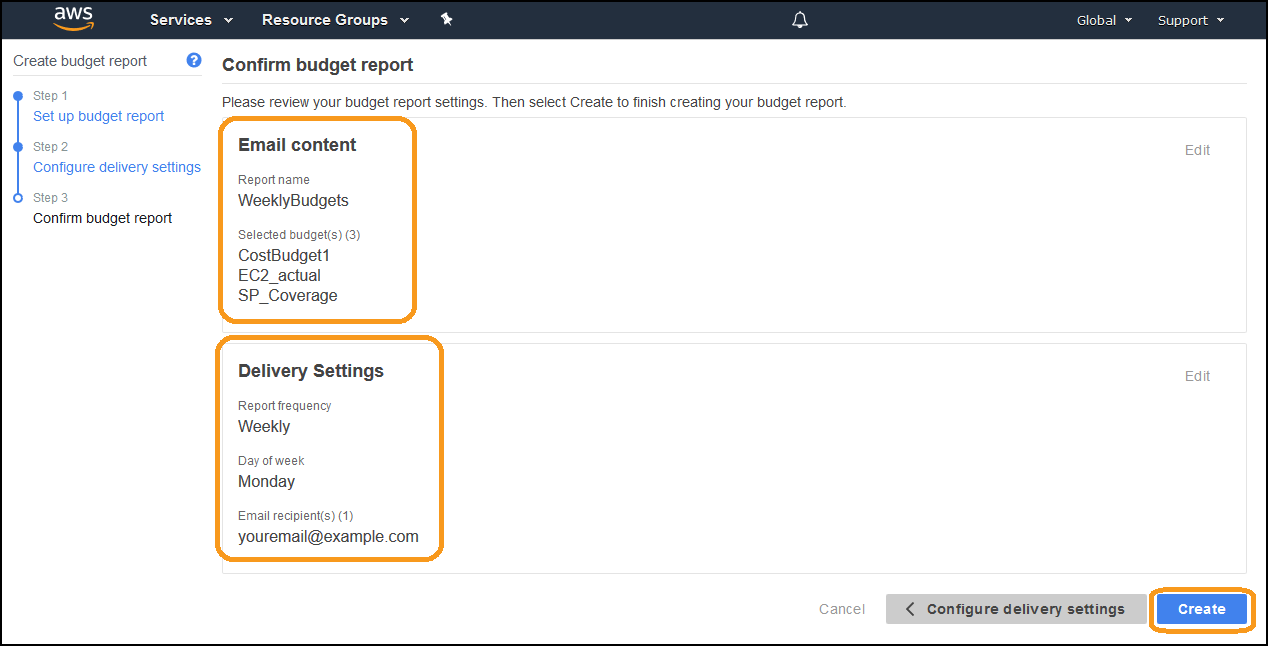 aws Services Resource Groups Global Support
Create budget report ?
Step 1
Set up budget report
Step 2
Configure delivery settings
Step 3
Confirm budget report
Confirm budget report
Please review your budget report settings. Then select Create to finish creating your budget report.
Email content
Edit
Report name
WeeklyBudgets
Selected budget(s) (3)
CostBudget1
EC2_actual
SP_Coverage
Delivery Settings
Edit
Report frequency
Weekly
Day of week
Monday
Email recipient(s) (1)
youremail@example.com
Cancel Configure delivery settings Create